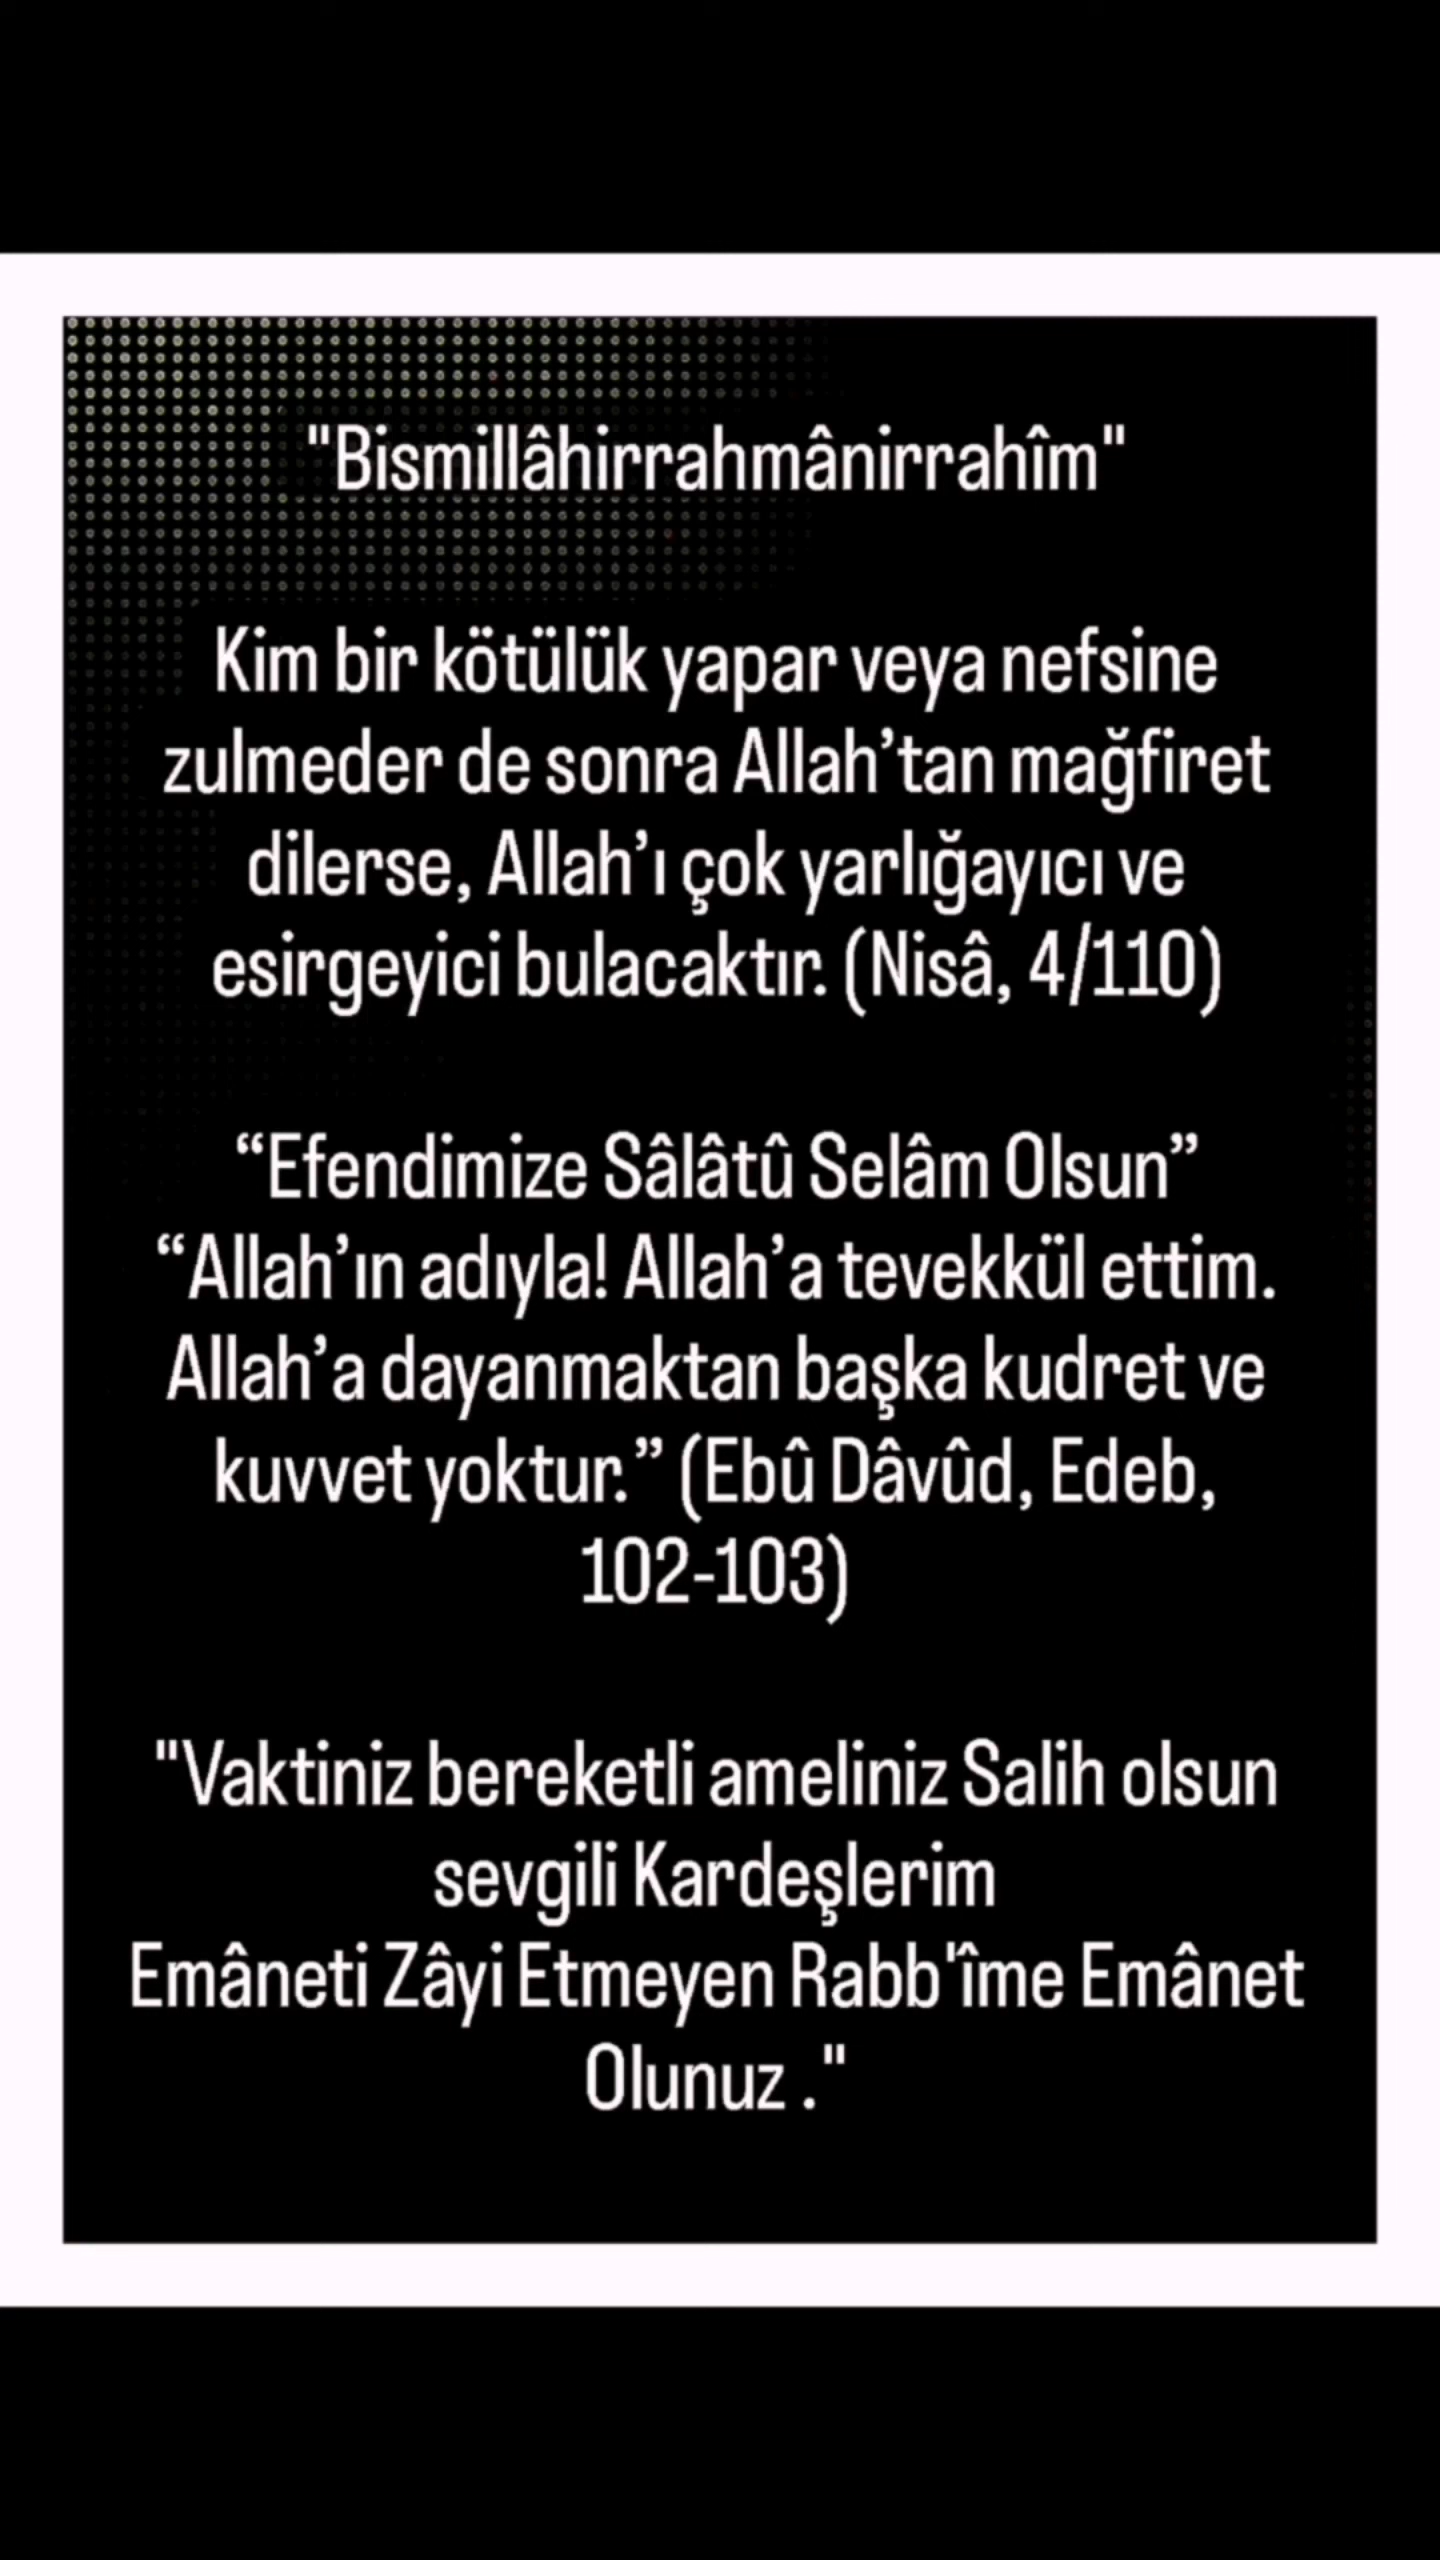 "Bismillâhirrahmânirrahîm"
Kim bir kötülük yapar veya nefsine
zulmeder de sonra Allah’tan mağfiret
dilerse, Allah’ı çok yarlığayıcı ve
esirgeyici bulacaktır. (Nisâ, 4/110)
“Efendimize Sâlâtû Selâm Olsun”
“Allah’ın adıyla! Allah’a tevekkül ettim.
Allah’a dayanmaktan başka kudret ve
kuvvet yoktur.” (Ebû Dâvûd, Edeb,
102-103)
"Vaktiniz bereketli ameliniz Salih olsun
sevgili Kardeşlerim
Emâneti Zâyi Etmeyen Rabb'îme Emânet
Olunuz ."